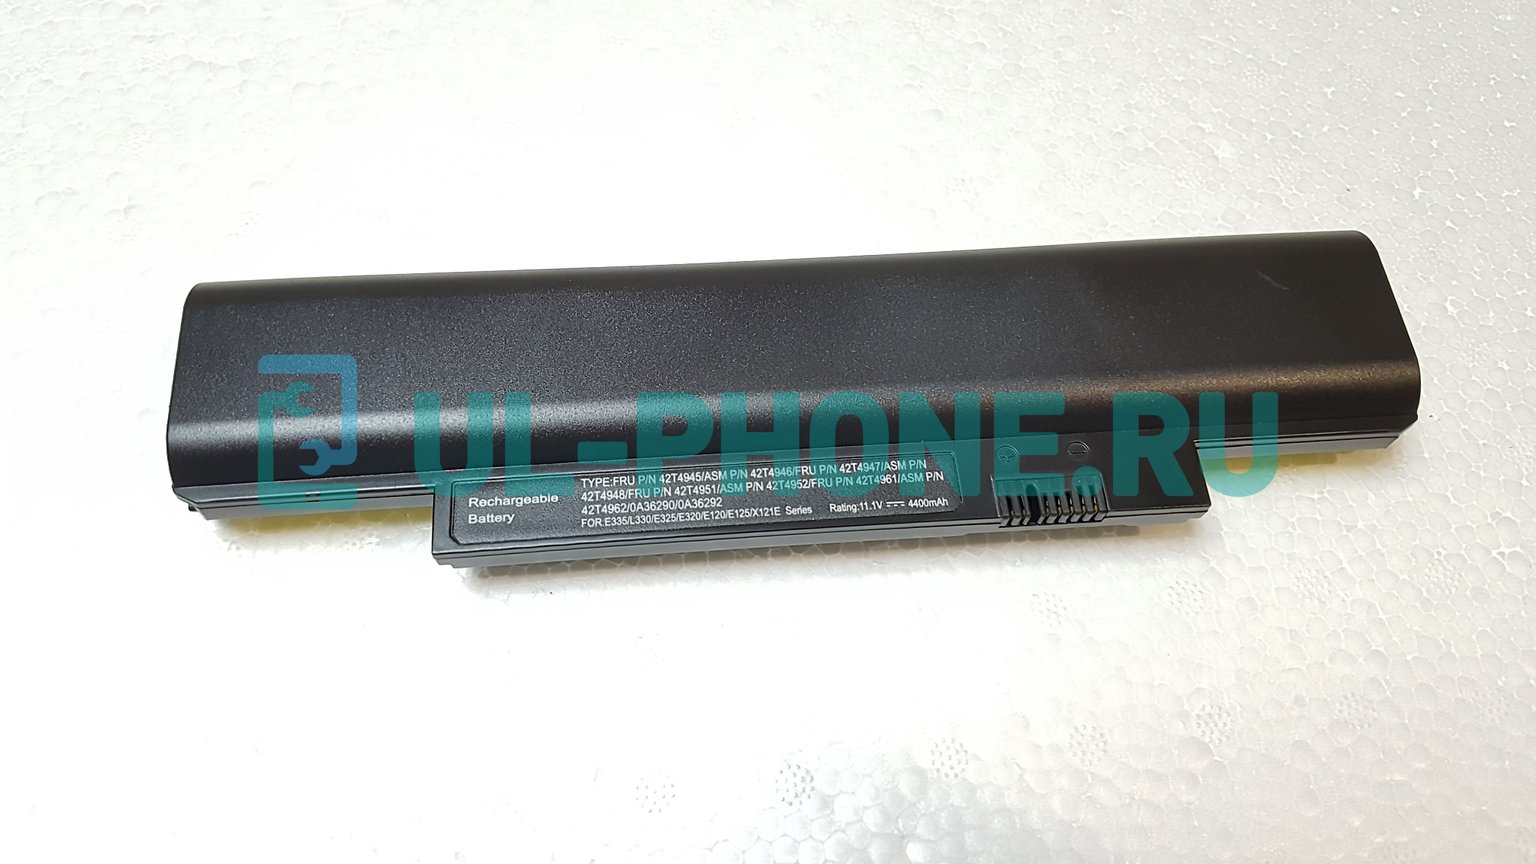 UL-PHONE.RU
Rechargeable
Battery
TYPE:FRU P/N 42T4945/ASM P/N 42T4946/FRU P/N 42T4947/ASM P/N
42T4948/FRU P/N 42T4951/ASM P/N 42T4952/FRU P/N 42T4961/ASM P/N
42T4962/0A36290/0A36292
FOR:E335/L330/E325/E320/E120/E125/X121E Series Rating:11.1V 4400mAh